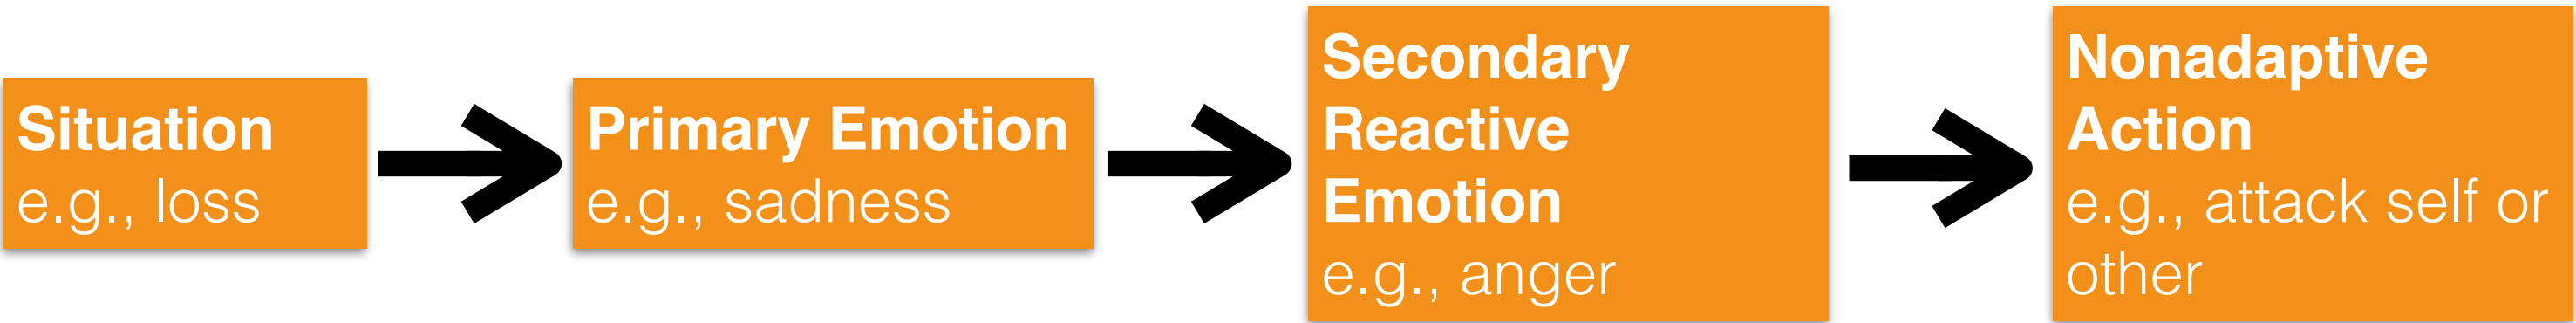 Situation
e.g., loss
Primary Emotion
e.g., sadness
Secondary
Reactive
Emotion
e.g., anger
Nonadaptive
Action
e.g., attack self or
other